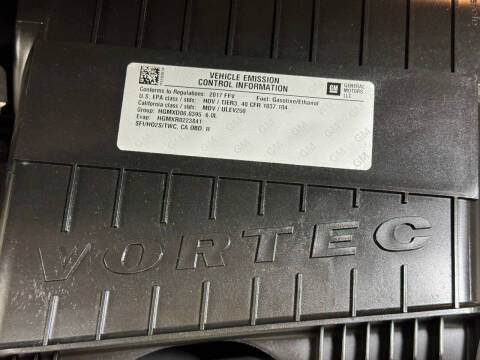 VEHICLE EMISSION
CONTROL INFORMATION
GM
GENERAL
MOTORS
LLC
Conforms to Regulations: 2017 FFV Fuel: Gasoline/Ethanol
U.S. EPA class / stds: HDV / TIER3, 40 CFR 1037.104
California class / stds: MDV / ULEV250
Group: HGMXD06.0395 6.0L
Evap: HGMXR0223841
SFI/HO2S/TWC, CA OBD II
VORTEC